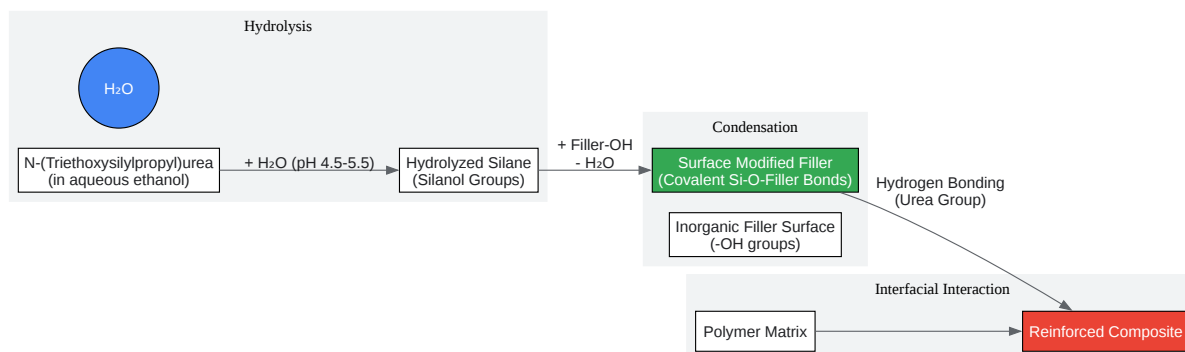 Hydrolysis
H₂O
N-(Triethoxysilylpropyl)urea
(in aqueous ethanol)
+ H₂O (pH 4.5-5.5)
Hydrolyzed Silane
(Silanol Groups)
+ Filler-OH
- H₂O
Condensation
Surface Modified Filler
(Covalent Si-O-Filler Bonds)
Inorganic Filler Surface
(-OH groups)
Hydrogen Bonding
(Urea Group)
Interfacial Interaction
Polymer Matrix
Reinforced Composite